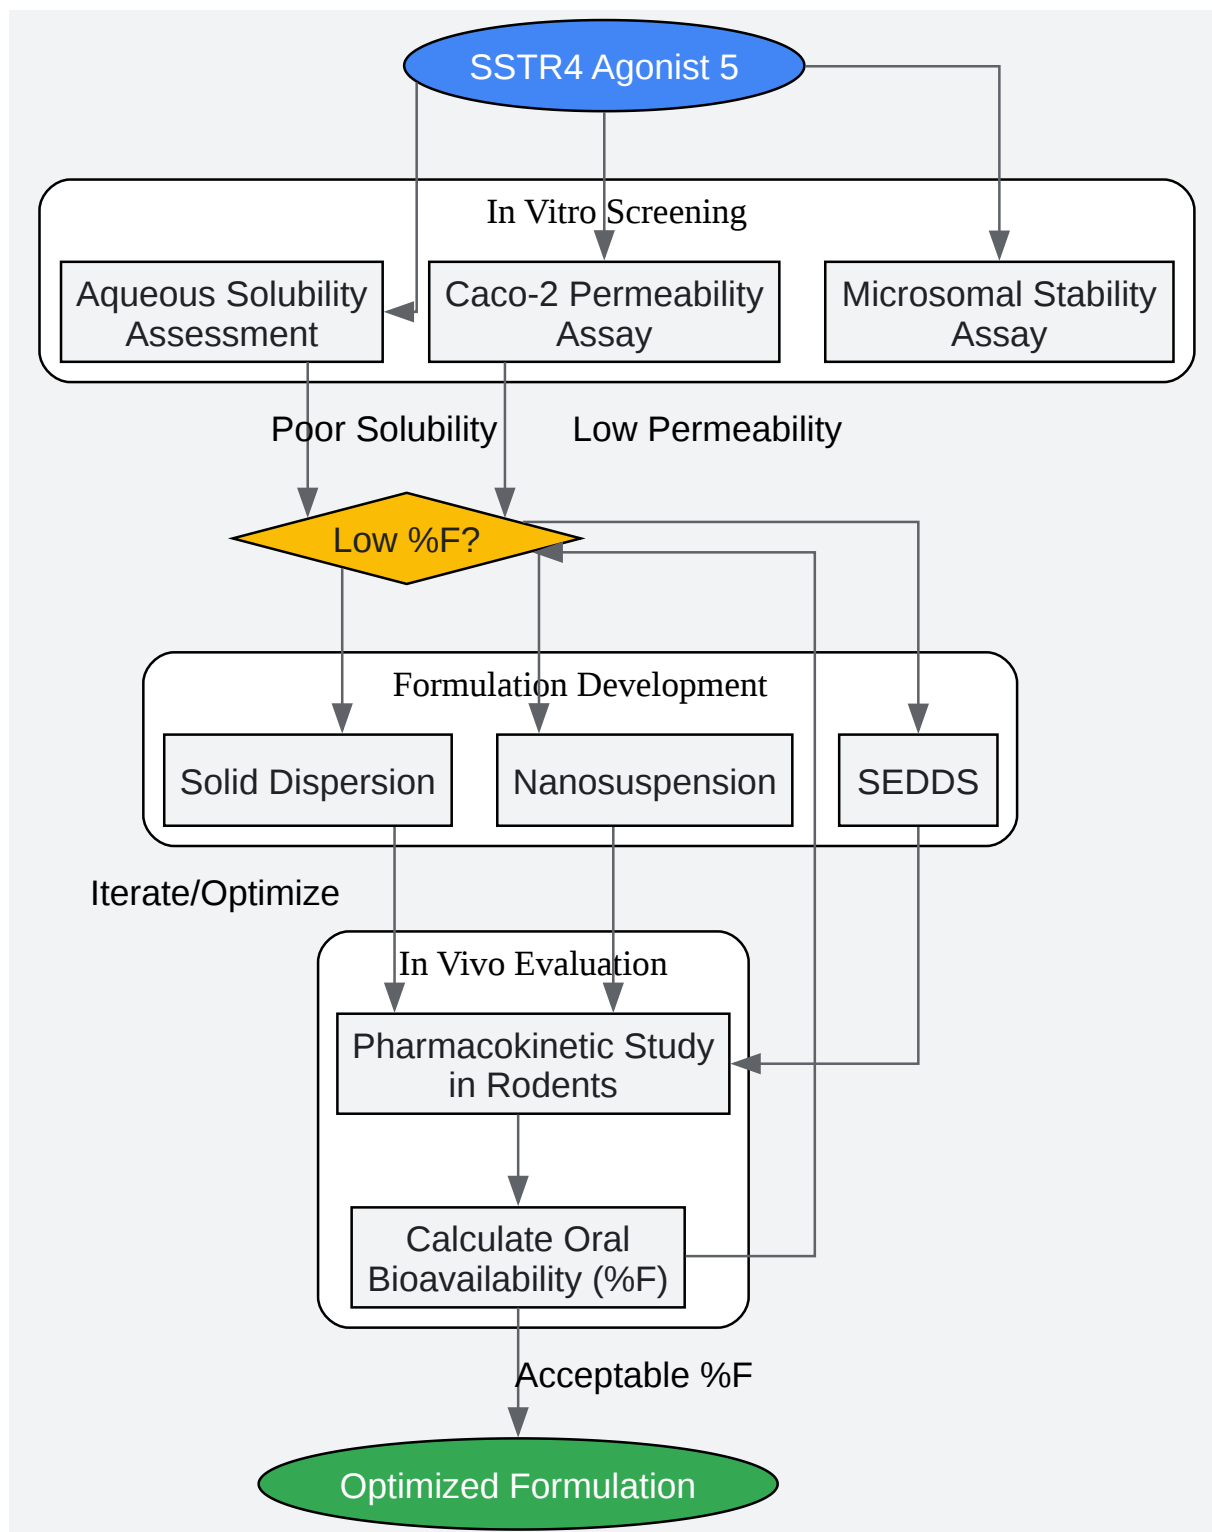 SSTR4 Agonist 5
In Vitro Screening
Aqueous Solubility
Assessment
Caco-2 Permeability
Assay
Microsomal Stability
Assay
Poor Solubility
Low Permeability
Low %F?
Formulation Development
Solid Dispersion
Nanosuspension
SEDDS
Iterate/Optimize
In Vivo Evaluation
Pharmacokinetic Study
in Rodents
Calculate Oral
Bioavailability (%F)
Acceptable %F
Optimized Formulation